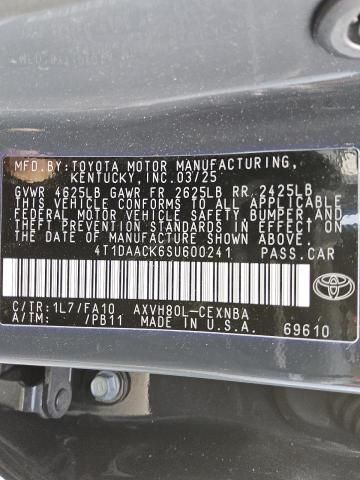 MFD.BY:TOYOTA MOTOR MANUFACTURING,
KENTUCKY,INC.03/25
GVWR 4625LB GAWR FR 2625LB RR 2425LB
THIS VEHICLE CONFORMS TO ALL APPLICABLE
FEDERAL MOTOR VEHICLE SAFETY,BUMPER,AND
THEFT PREVENTION STANDARDS IN EFFECT ON
THE DATE OF MANUFACTURE SHOWN ABOVE.
4T1DAACK6SU600241 PASS.CAR
C/TR:1L7/FA10 AXVH80L-CEXNBA
A/TM: /PB11 MADE IN U.S.A. 69610